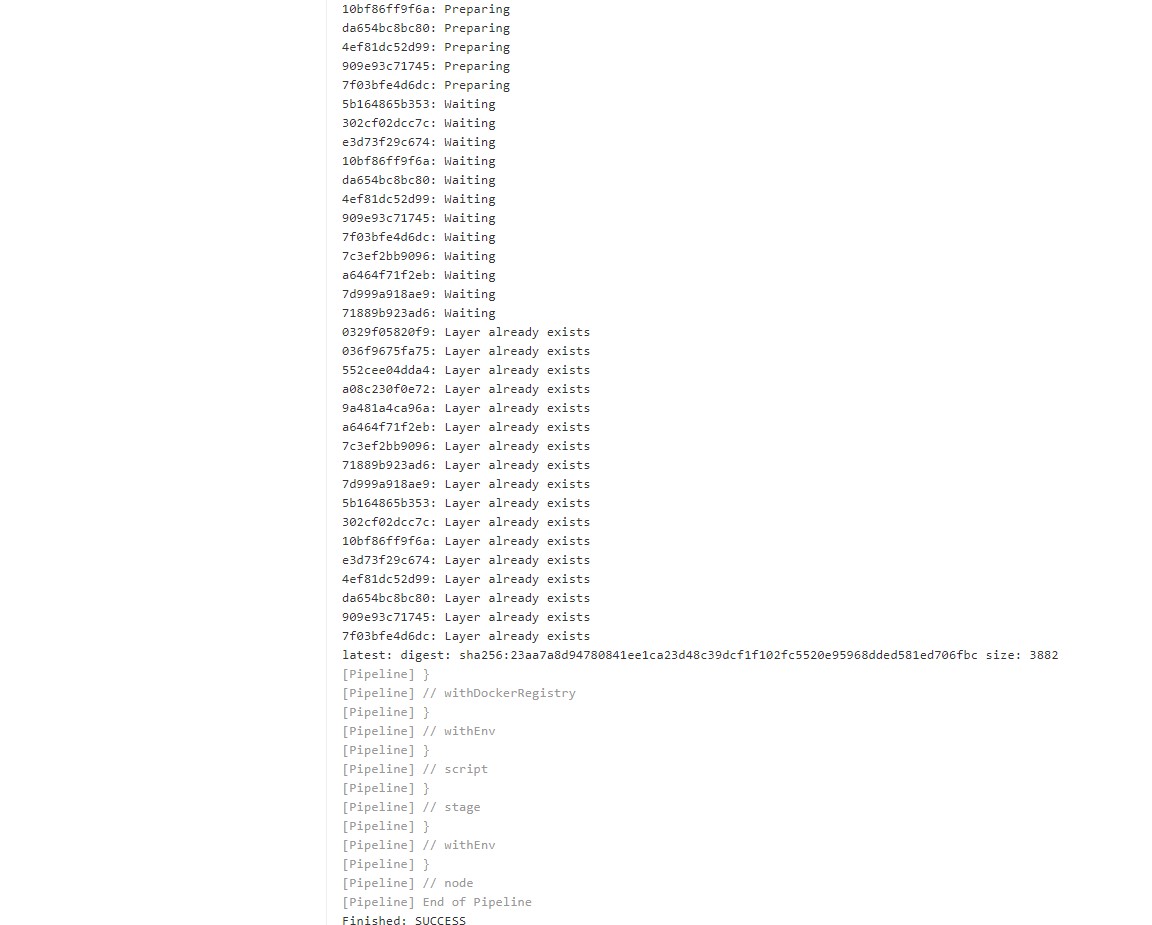 10bf86ff9f6a: Preparing
da654bc8bc80: Preparing
4ef81dc52d99: Preparing
909e93c71745: Preparing
7f03bfe4d6dc: Preparing
5b164865b353: Waiting
302cf02dcc7c: Waiting
e3d73f29c674: Waiting
10bf86ff9f6a: Waiting
da654bc8bc80: Waiting
4ef81dc52d99: Waiting
909e93c71745: Waiting
7f03bfe4d6dc: Waiting
7c3ef2bb9096: Waiting
a6464f71f2eb: Waiting
7d999a918ae9: Waiting
71889b923ad6: Waiting
0329f05820f9: Layer already exists
036f9675fa75: Layer already exists
552cee04dda4: Layer already exists
a08c230f0e72: Layer already exists
9a481a4ca96a: Layer already exists
a6464f71f2eb: Layer already exists
7c3ef2bb9096: Layer already exists
71889b923ad6: Layer already exists
7d999a918ae9: Layer already exists
5b164865b353: Layer already exists
302cf02dcc7c: Layer already exists
10bf86ff9f6a: Layer already exists
e3d73f29c674: Layer already exists
4ef81dc52d99: Layer already exists
da654bc8bc80: Layer already exists
909e93c71745: Layer already exists
7f03bfe4d6dc: Layer already exists
latest: digest: sha256:23aa7a8d94780841ee1ca23d48c39dcf1f102fc5520e95968dded581ed706fbc size: 3882
[Pipeline] }
[Pipeline] // withDockerRegistry
[Pipeline] }
[Pipeline] // withEnv
[Pipeline] }
[Pipeline] // script
[Pipeline] }
[Pipeline] // stage
[Pipeline] }
[Pipeline] // withEnv
[Pipeline] }
[Pipeline] // node
[Pipeline] End of Pipeline
Finished: SUCCESS